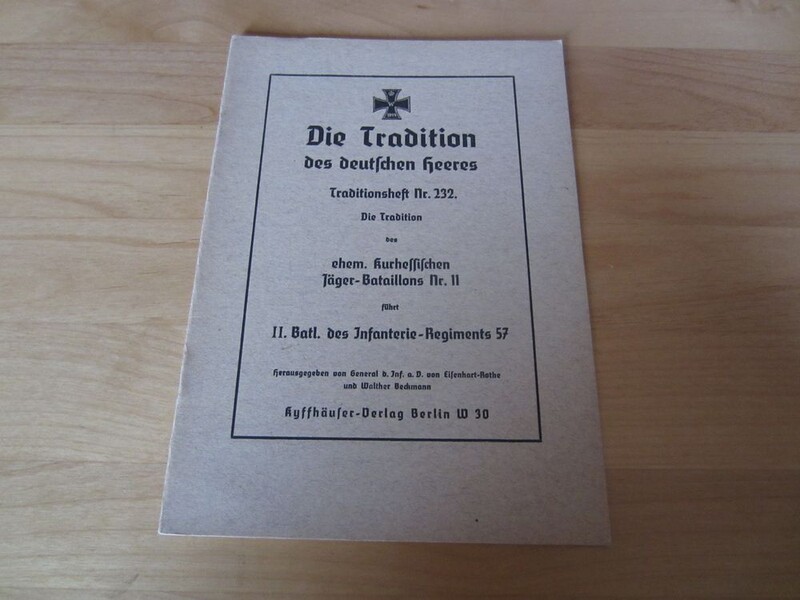 Die Tradition
des deutſchen Heeres
Traditionsheft Nr. 232.
Die Tradition
des
ehem. Kurheſſiſchen
Jäger-Bataillons Nr. 11
führt
II. Batl. des Infanterie-Regiments 57
Herausgegeben von General d. Inf. a. D. von Eiſenhart-Rothe
und Walther Beckmann
Kyffhäuſer-Verlag Berlin W 30